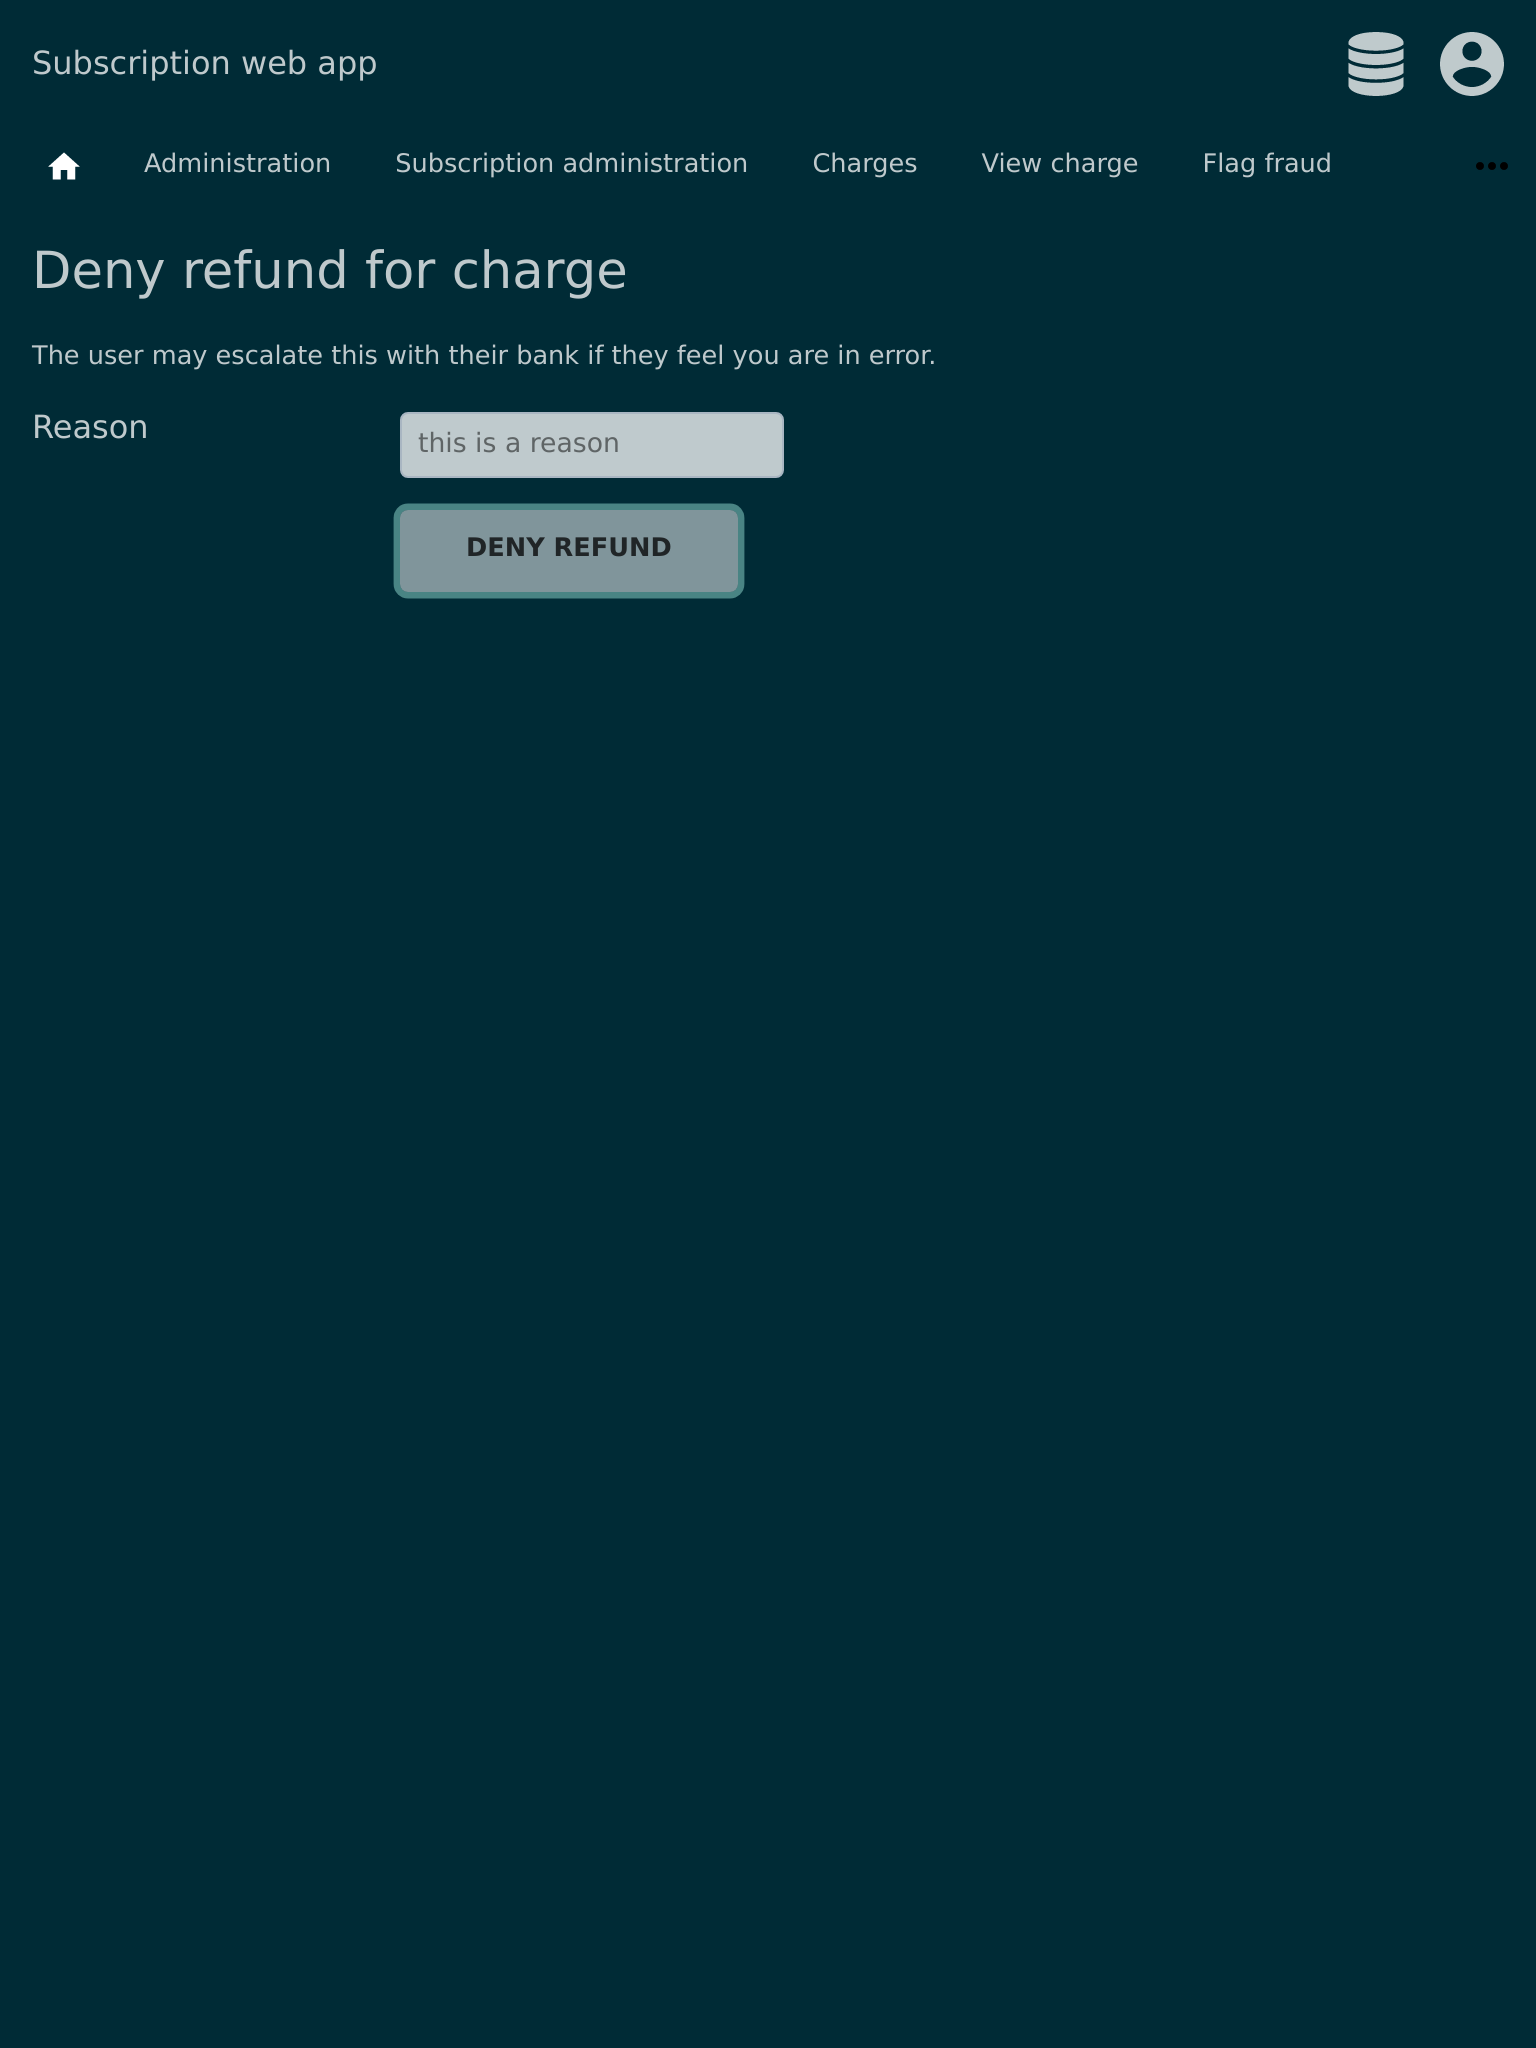 Subscription web app
Administration Subscription administration Charges View charge Flag fraud
Deny refund for charge
The user may escalate this with their bank if they feel you are in error.
Reason this is a reason
DENY REFUND